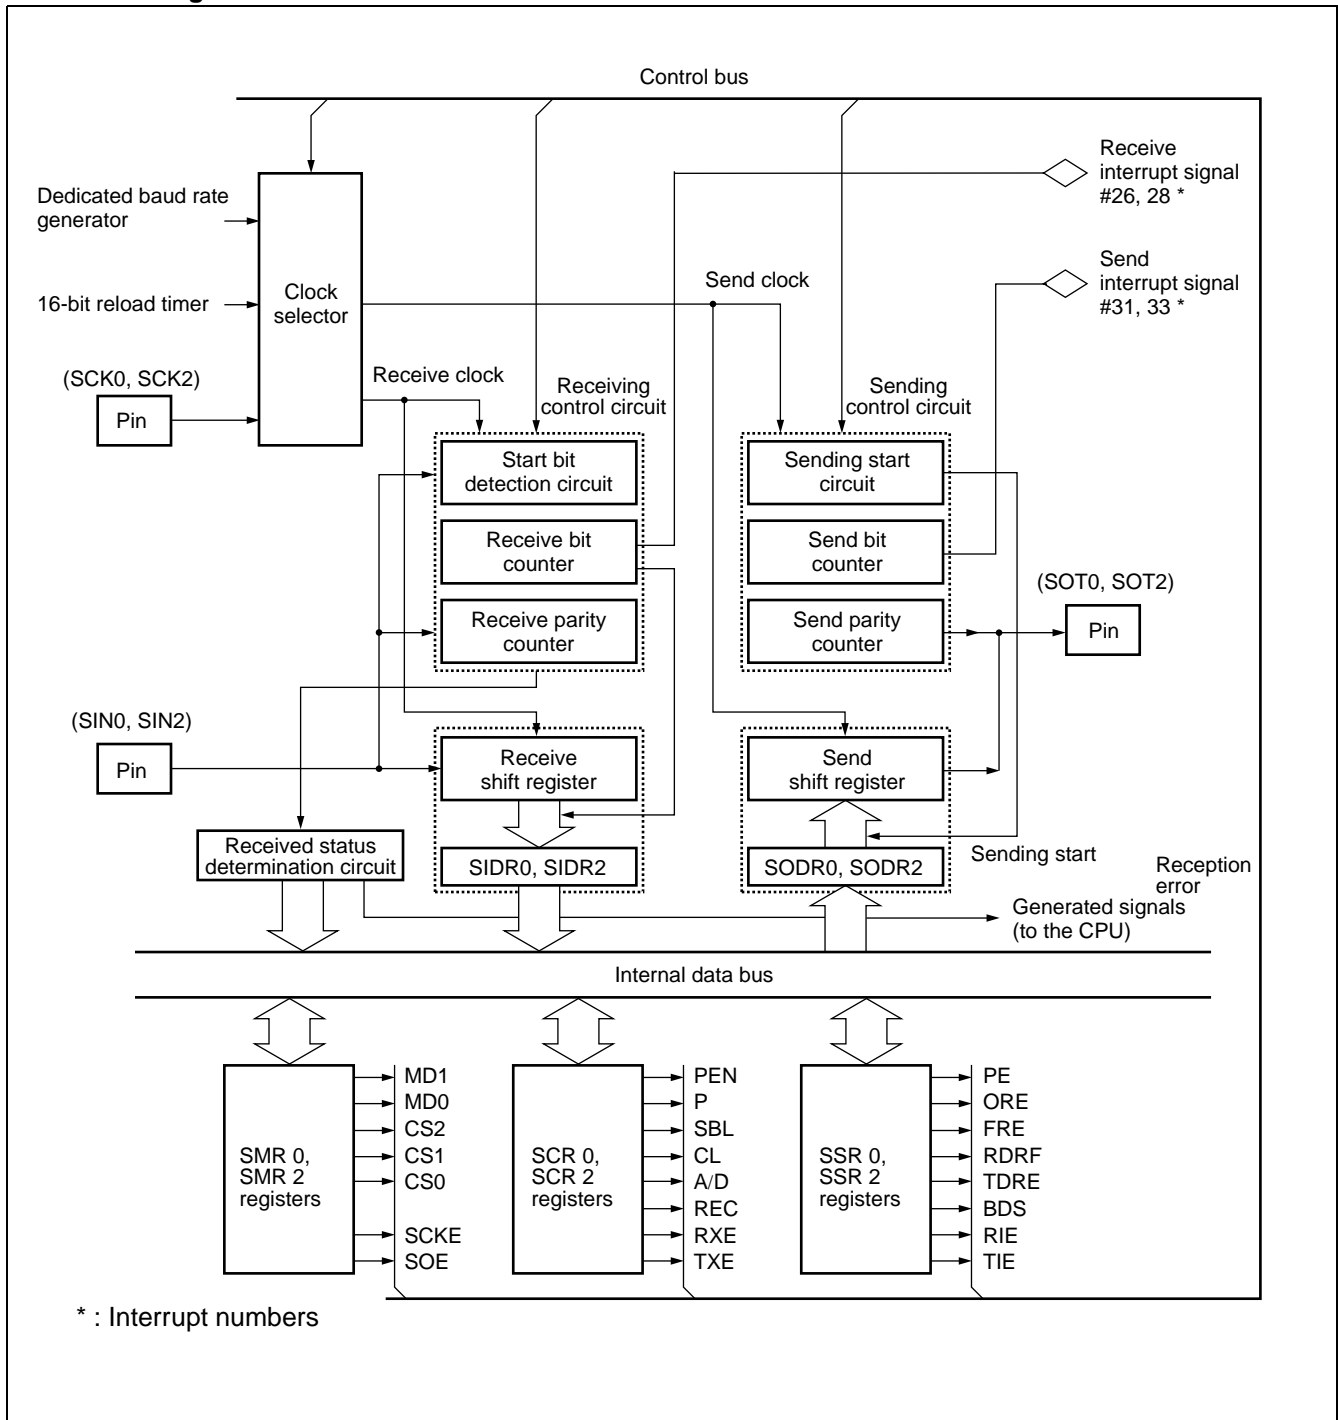 Control bus
Receive
interrupt signal
#26, 28 *
Dedicated baud rate
generator
Send
interrupt signal
#31, 33 *
Send clock
16-bit reload timer
Clock
selector
(SCK0, SCK2)
Pin
Receive clock
Receiving
control circuit
Sending
control circuit
Start bit
detection circuit
Sending start
circuit
Receive bit
counter
Send bit
counter
(SOT0, SOT2)
Pin
Receive parity
counter
Send parity
counter
(SIN0, SIN2)
Pin
Receive
shift register
Send
shift register
Received status
determination circuit
SIDR0, SIDR2
SODR0, SODR2
Sending start
Reception
error
Generated signals
(to the CPU)
Internal data bus
SMR 0,
SMR 2
registers
MD1
MD0
CS2
CS1
CS0
SCKE
SOE
SCR 0,
SCR 2
registers
PEN
P
SBL
CL
A/D
REC
RXE
TXE
SSR 0,
SSR 2
registers
PE
ORE
FRE
RDRF
TDRE
BDS
RIE
TIE
* : Interrupt numbers